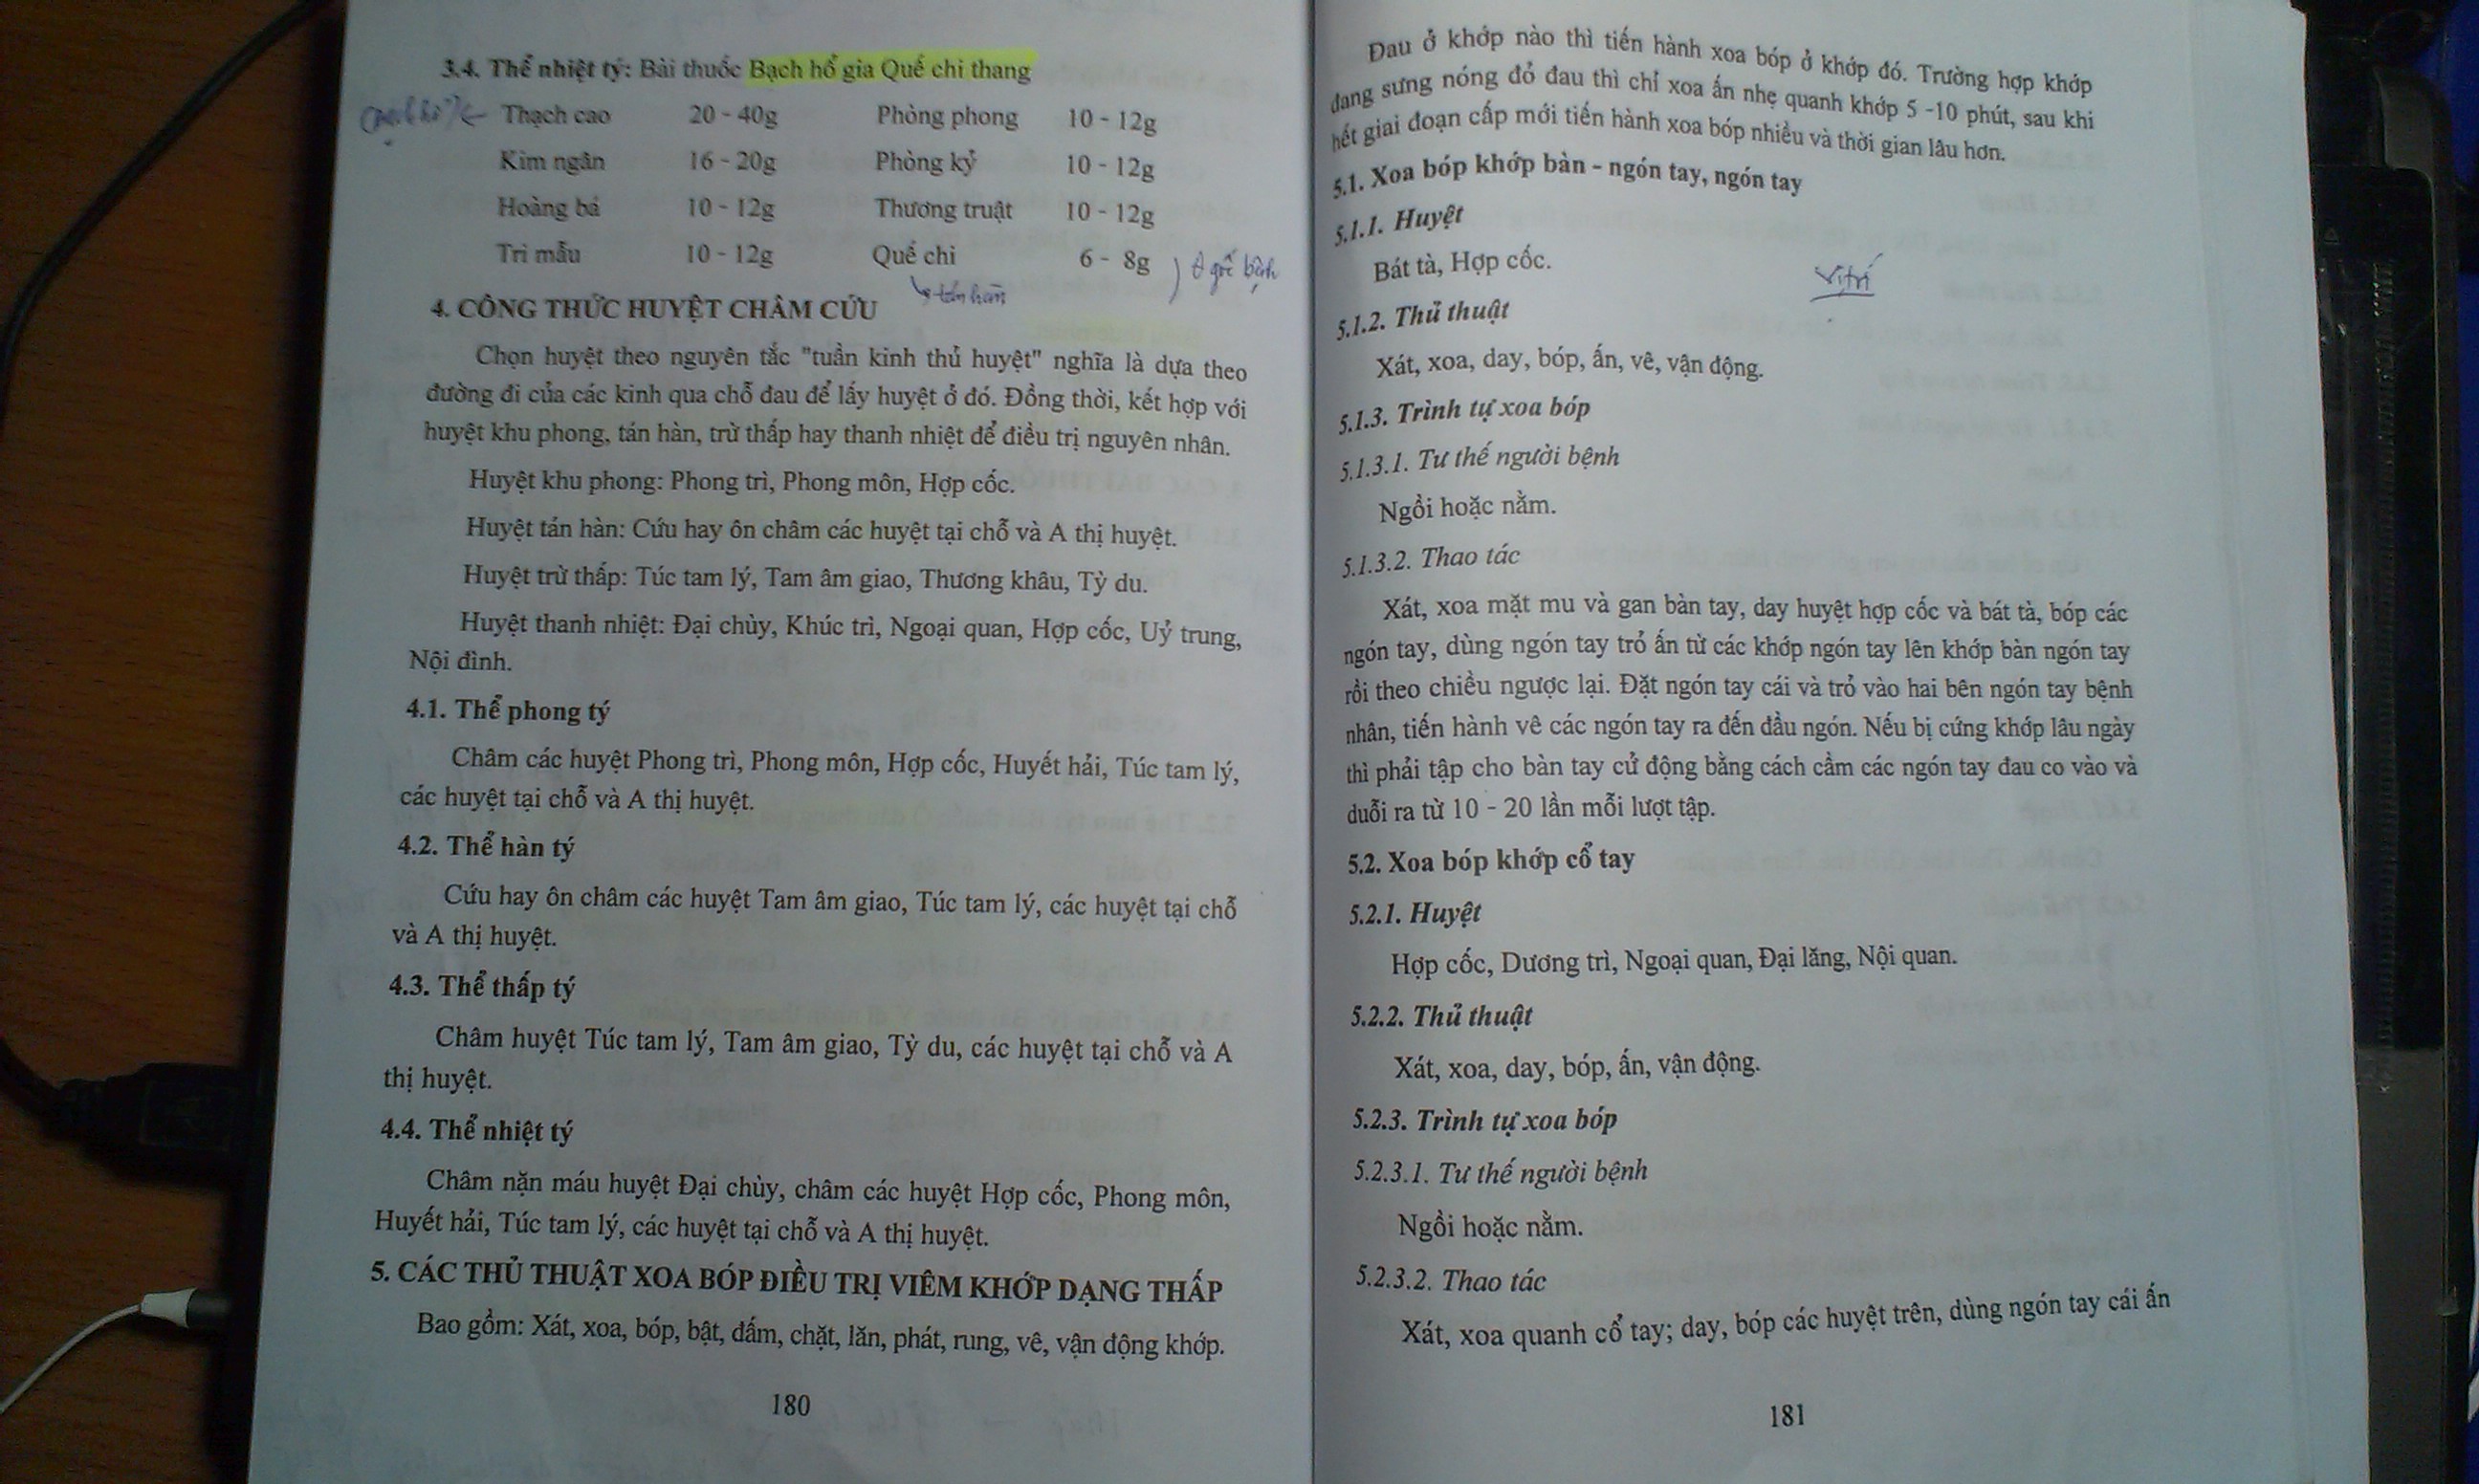 3.4. Thể nhiệt tý: Bài thuốc Bạch hổ gia Quế chi thang
Thạch cao 20 - 40g Phòng phong 10 - 12g
Kim ngân 16 - 20g Phòng kỷ 10 - 12g
Hoàng bá 10 - 12g Thương truật 10 - 12g
Tri mẫu 10 - 12g Quế chi 6 - 8g
tán hàn
4. CÔNG THỨC HUYỆT CHÂM CỨU
Chọn huyệt theo nguyên tắc "tuần kinh thủ huyệt" nghĩa là dựa theo
đường đi của các kinh qua chỗ đau để lấy huyệt ở đó. Đồng thời, kết hợp với
huyệt khu phong, tán hàn, trừ thấp hay thanh nhiệt để điều trị nguyên nhân.
Huyệt khu phong: Phong trì, Phong môn, Hợp cốc.
Huyệt tán hàn: Cứu hay ôn châm các huyệt tại chỗ và A thị huyệt.
Huyệt trừ thấp: Túc tam lý, Tam âm giao, Thương khâu, Tỳ du.
Huyệt thanh nhiệt: Đại chùy, Khúc trì, Ngoại quan, Hợp cốc, Uỷ trung,
Nội đình.
4.1. Thể phong tý
Châm các huyệt Phong trì, Phong môn, Hợp cốc, Huyết hải, Túc tam lý,
các huyệt tại chỗ và A thị huyệt.
4.2. Thể hàn tý
Cứu hay ôn châm các huyệt Tam âm giao, Túc tam lý, các huyệt tại chỗ
và A thị huyệt.
4.3. Thể thấp tý
Châm huyệt Túc tam lý, Tam âm giao, Tỳ du, các huyệt tại chỗ và A
thị huyệt.
4.4. Thể nhiệt tý
Châm nặn máu huyệt Đại chùy, châm các huyệt Hợp cốc, Phong môn,
Huyết hải, Túc tam lý, các huyệt tại chỗ và A thị huyệt.
5. CÁC THỦ THUẬT XOA BÓP ĐIỀU TRỊ VIÊM KHỚP DẠNG THẤP
Bao gồm: Xát, xoa, bóp, bật, đấm, chặt, lăn, phát, rung, vê, vận động khớp.
180
Đau ở khớp nào thì tiến hành xoa bóp ở khớp đó. Trường hợp khớp
đang sưng nóng đỏ đau thì chỉ xoa ấn nhẹ quanh khớp 5 -10 phút, sau khi
hết giai đoạn cấp mới tiến hành xoa bóp nhiều và thời gian lâu hơn.
5.1. Xoa bóp khớp bàn - ngón tay, ngón tay
5.1.1. Huyệt
Bát tà, Hợp cốc.
Vị trí
5.1.2. Thủ thuật
Xát, xoa, day, bóp, ấn, vê, vận động.
5.1.3. Trình tự xoa bóp
5.1.3.1. Tư thế người bệnh
Ngồi hoặc nằm.
5.1.3.2. Thao tác
Xát, xoa mặt mu và gan bàn tay, day huyệt hợp cốc và bát tà, bóp các
ngón tay, dùng ngón tay trỏ ấn từ các khớp ngón tay lên khớp bàn ngón tay
rồi theo chiều ngược lại. Đặt ngón tay cái và trỏ vào hai bên ngón tay bệnh
nhân, tiến hành vê các ngón tay ra đến đầu ngón. Nếu bị cứng khớp lâu ngày
thì phải tập cho bàn tay cử động bằng cách cầm các ngón tay đau co vào và
duỗi ra từ 10 - 20 lần mỗi lượt tập.
5.2. Xoa bóp khớp cổ tay
5.2.1. Huyệt
Hợp cốc, Dương trì, Ngoại quan, Đại lăng, Nội quan.
5.2.2. Thủ thuật
Xát, xoa, day, bóp, ấn, vận động.
5.2.3. Trình tự xoa bóp
5.2.3.1. Tư thế người bệnh
Ngồi hoặc nằm.
5.2.3.2. Thao tác
Xát, xoa quanh cổ tay; day, bóp các huyệt trên, dùng ngón tay cái ấn
181